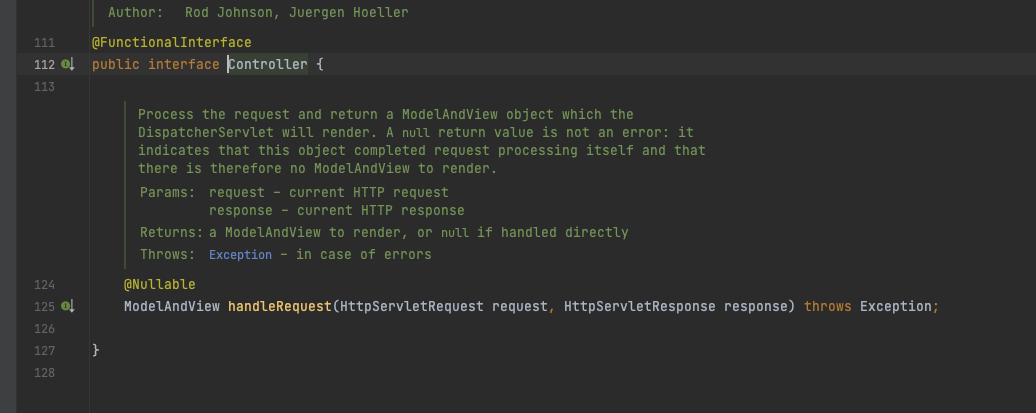 Author: Rod Johnson, Juergen Hoeller
111 @FunctionalInterface
112 public interface Controller {
113
Process the request and return a ModelAndView object which the
DispatcherServlet will render. A null return value is not an error: it
indicates that this object completed request processing itself and that
there is therefore no ModelAndView to render.
Params: request – current HTTP request
response – current HTTP response
Returns: a ModelAndView to render, or null if handled directly
Throws: Exception – in case of errors
124 @Nullable
125 ModelAndView handleRequest(HttpServletRequest request, HttpServletResponse response) throws Exception;
126
127 }
128